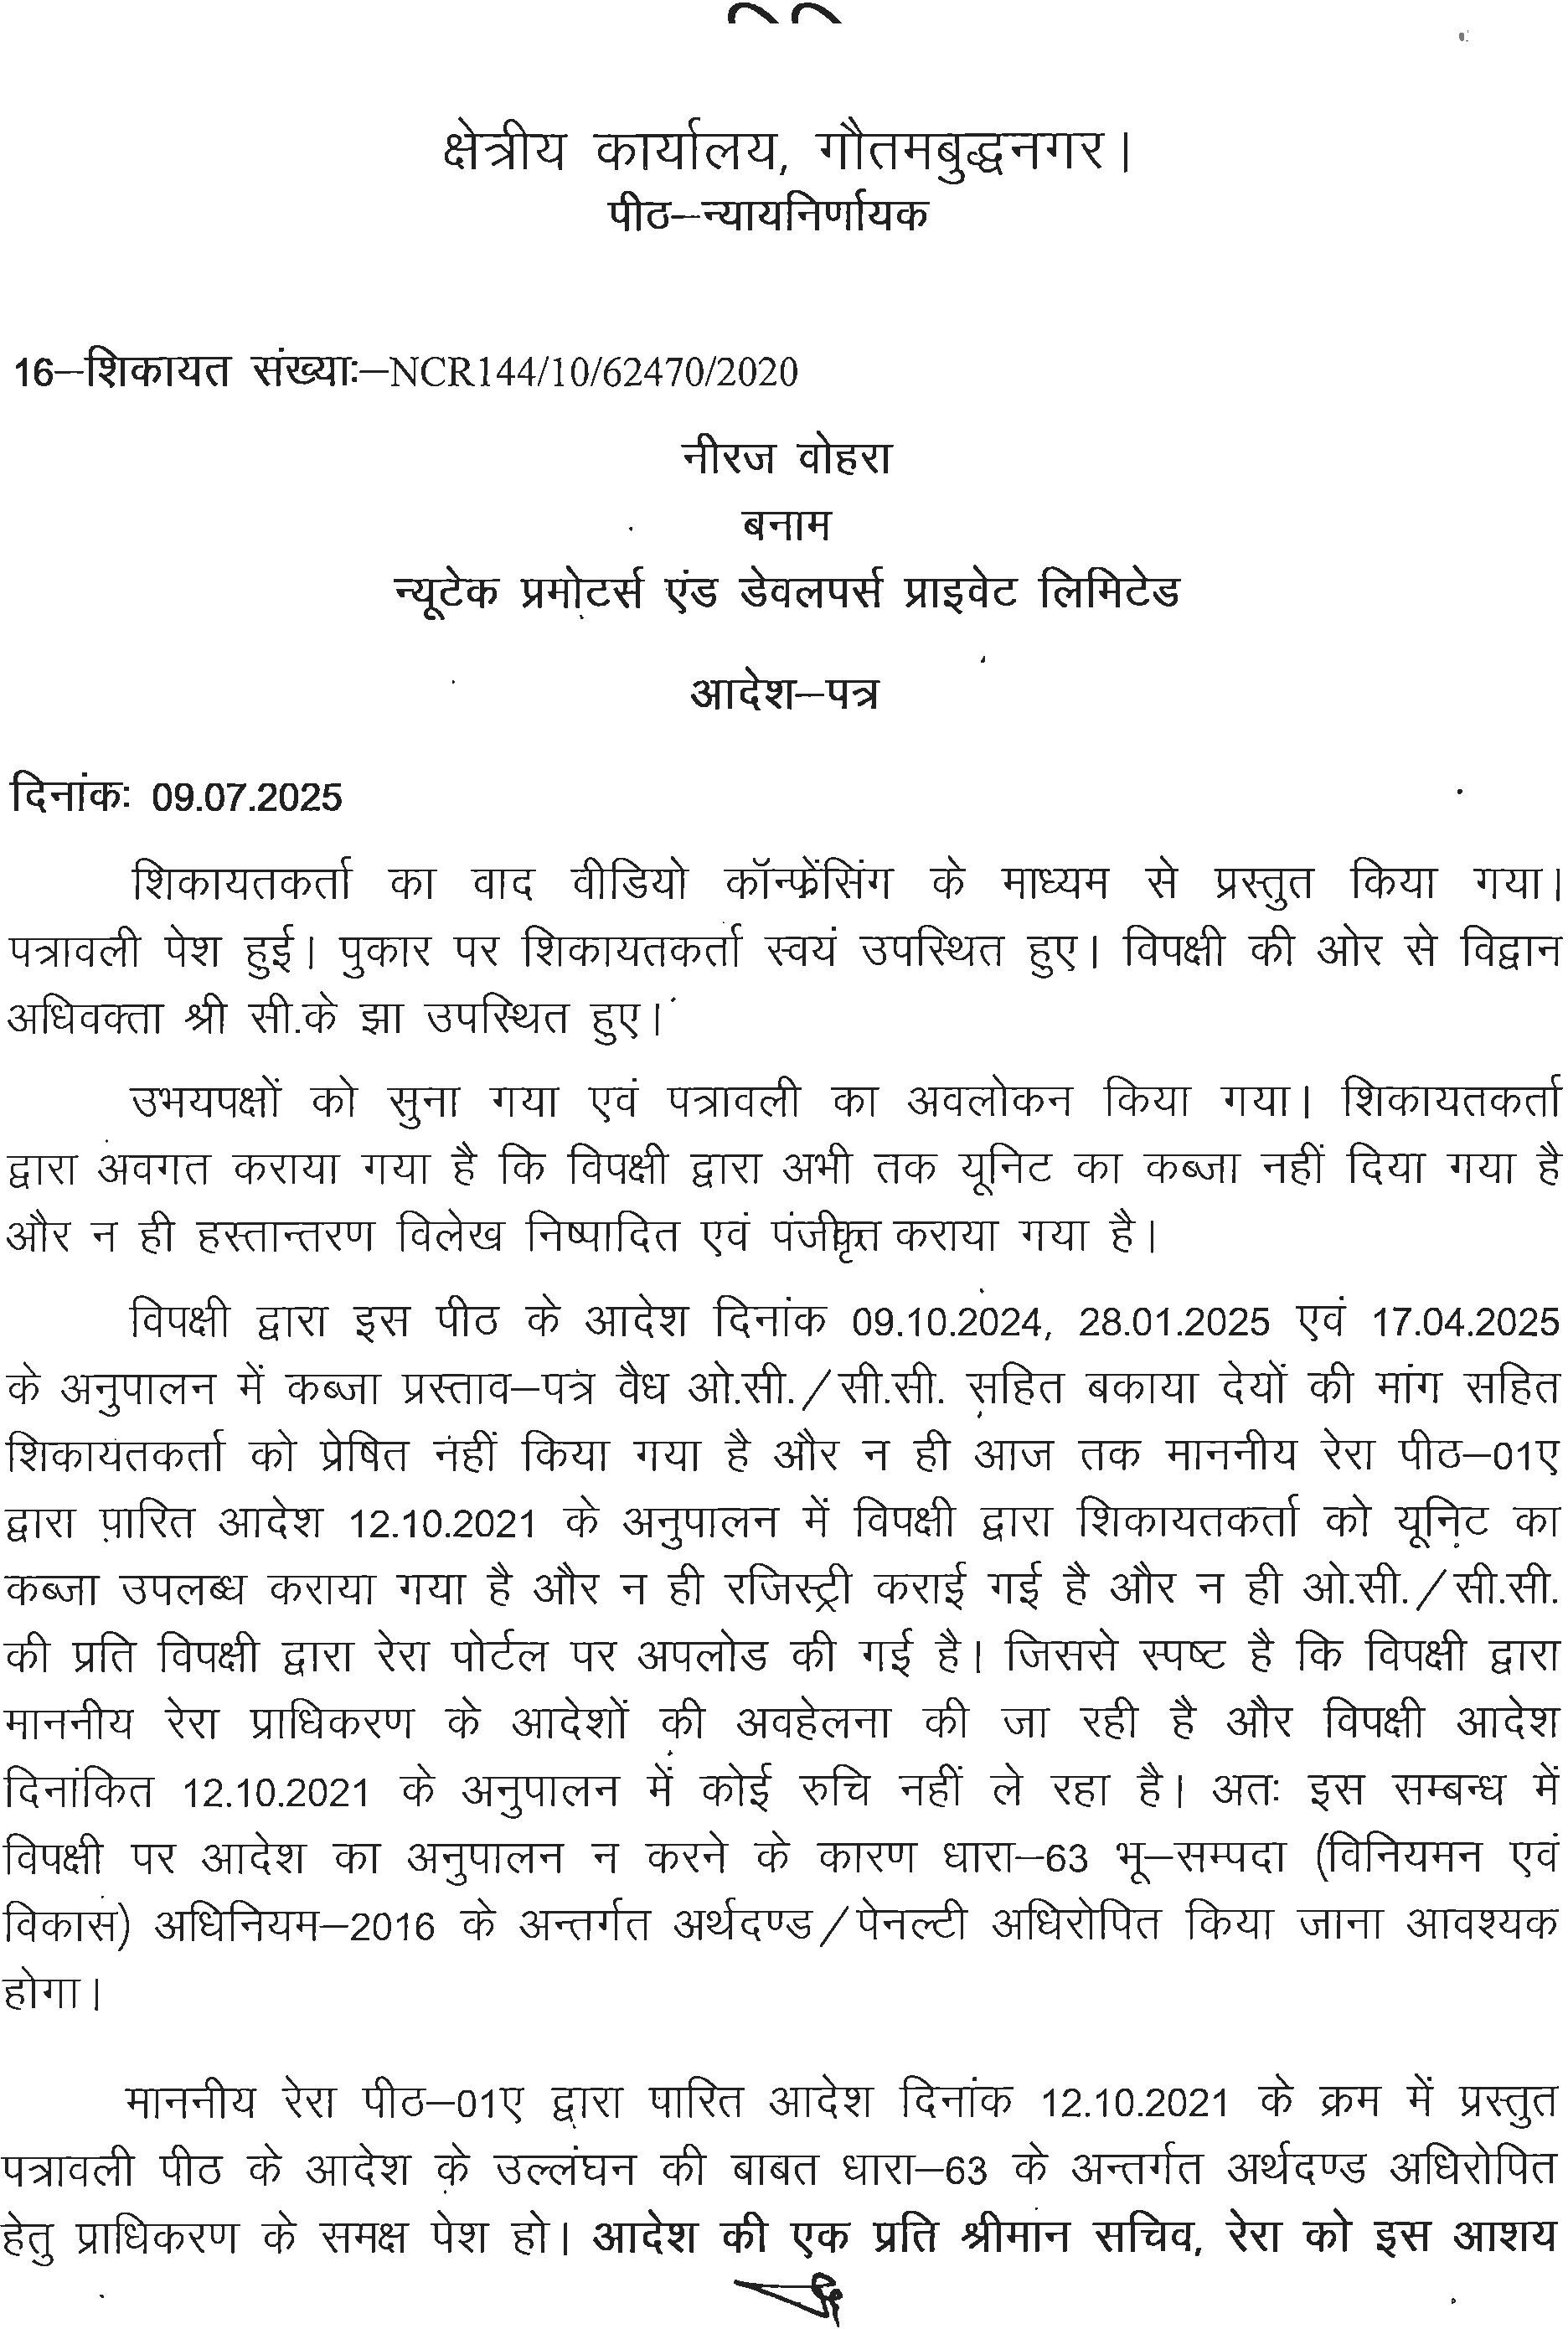 क्षेत्रीय कार्यालय, गौतमबुद्धनगर।
पीठ–न्यायनिर्णायक
16–शिकायत संख्याः–NCR144/10/62470/2020
नीरज वोहरा
बनाम
न्यूटेक प्रमोटर्स एंड डेवलपर्स प्राइवेट लिमिटेड
आदेश–पत्र
दिनांकः 09.07.2025
शिकायतकर्ता का वाद वीडियो कॉन्फ्रेंसिंग के माध्यम से प्रस्तुत किया गया।
पत्रावली पेश हुई। पुकार पर शिकायतकर्ता स्वयं उपस्थित हुए। विपक्षी की ओर से विद्वान
अधिवक्ता श्री सी.के झा उपस्थित हुए।
उभयपक्षों को सुना गया एवं पत्रावली का अवलोकन किया गया। शिकायतकर्ता
द्वारा अवगत कराया गया है कि विपक्षी द्वारा अभी तक यूनिट का कब्जा नहीं दिया गया है
और न ही हस्तान्तरण विलेख निष्पादित एवं पंजीकृत कराया गया है।
विपक्षी द्वारा इस पीठ के आदेश दिनांक 09.10.2024, 28.01.2025 एवं 17.04.2025
के अनुपालन में कब्जा प्रस्ताव–पत्र वैध ओ.सी./सी.सी. सहित बकाया देयों की मांग सहित
शिकायतकर्ता को प्रेषित नहीं किया गया है और न ही आज तक माननीय रेरा पीठ–01ए
द्वारा पारित आदेश 12.10.2021 के अनुपालन में विपक्षी द्वारा शिकायतकर्ता को यूनिट का
कब्जा उपलब्ध कराया गया है और न ही रजिस्ट्री कराई गई है और न ही ओ.सी./सी.सी.
की प्रति विपक्षी द्वारा रेरा पोर्टल पर अपलोड की गई है। जिससे स्पष्ट है कि विपक्षी द्वारा
माननीय रेरा प्राधिकरण के आदेशों की अवहेलना की जा रही है और विपक्षी आदेश
दिनांकित 12.10.2021 के अनुपालन में कोई रुचि नहीं ले रहा है। अतः इस सम्बन्ध में
विपक्षी पर आदेश का अनुपालन न करने के कारण धारा–63 भू–सम्पदा (विनियमन एवं
विकास) अधिनियम–2016 के अन्तर्गत अर्थदण्ड/पेनल्टी अधिरोपित किया जाना आवश्यक
होगा।
माननीय रेरा पीठ–01ए द्वारा पारित आदेश दिनांक 12.10.2021 के क्रम में प्रस्तुत
पत्रावली पीठ के आदेश के उल्लंघन की बाबत धारा–63 के अन्तर्गत अर्थदण्ड अधिरोपित
हेतु प्राधिकरण के समक्ष पेश हो। आदेश की एक प्रति श्रीमान सचिव, रेरा को इस आशय